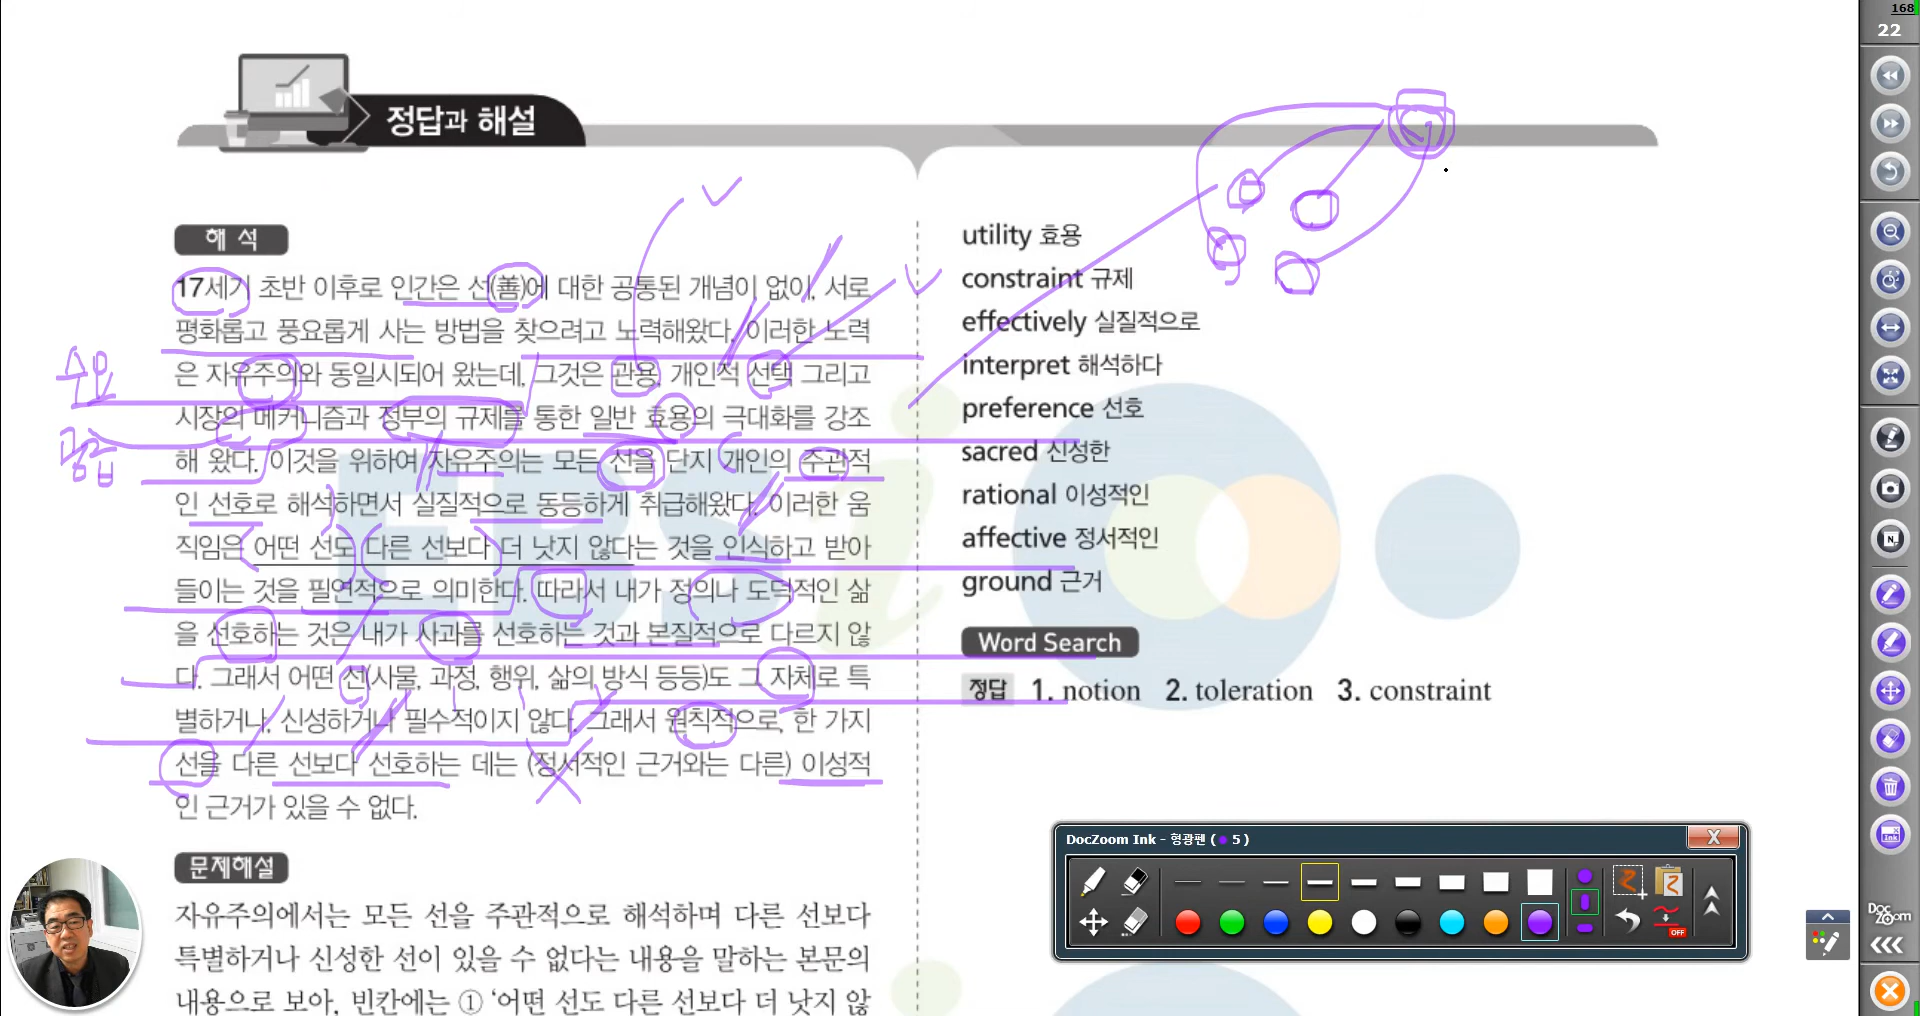 168
22
정답과 해설
해 석
17세기 초반 이후로 인간은 선(善)에 대한 공통된 개념이 없이, 서로
평화롭고 풍요롭게 사는 방법을 찾으려고 노력해왔다. 이러한 노력
은 자유주의와 동일시되어 왔는데, 그것은 관용, 개인적 선택 그리고
시장의 메커니즘과 정부의 규제를 통한 일반 효용의 극대화를 강조
해 왔다. 이것을 위하여 자유주의는 모든 선을 단지 개인의 주관적
인 선호로 해석하면서 실질적으로 동등하게 취급해왔다. 이러한 움
직임은 어떤 선도 다른 선보다 더 낫지 않다는 것을 인식하고 받아
들이는 것을 필연적으로 의미한다. 따라서 내가 정의나 도덕적인 삶
을 선호하는 것은 내가 사과를 선호하는 것과 본질적으로 다르지 않
다. 그래서 어떤 선(사물, 과정, 행위, 삶의 방식 등등)도 그 자체로 특
별하거나, 신성하거나 필수적이지 않다. 그래서 원칙적으로, 한 가지
선을 다른 선보다 선호하는 데는 (정서적인 근거와는 다른) 이성적
인 근거가 있을 수 없다.
수요
공급
문제해설
자유주의에서는 모든 선을 주관적으로 해석하며 다른 선보다
특별하거나 신성한 선이 있을 수 없다는 내용을 말하는 본문의
내용으로 보아, 빈칸에는 ① ‘어떤 선도 다른 선보다 더 낫지 않
utility 효용
constraint 규제
effectively 실질적으로
interpret 해석하다
preference 선호
sacred 신성한
rational 이성적인
affective 정서적인
ground 근거
Word Search
정답 1. notion 2. toleration 3. constraint
EBSi
DocZoom Ink - 형광펜 ( 5 )
OFF
DocZoom
Ink